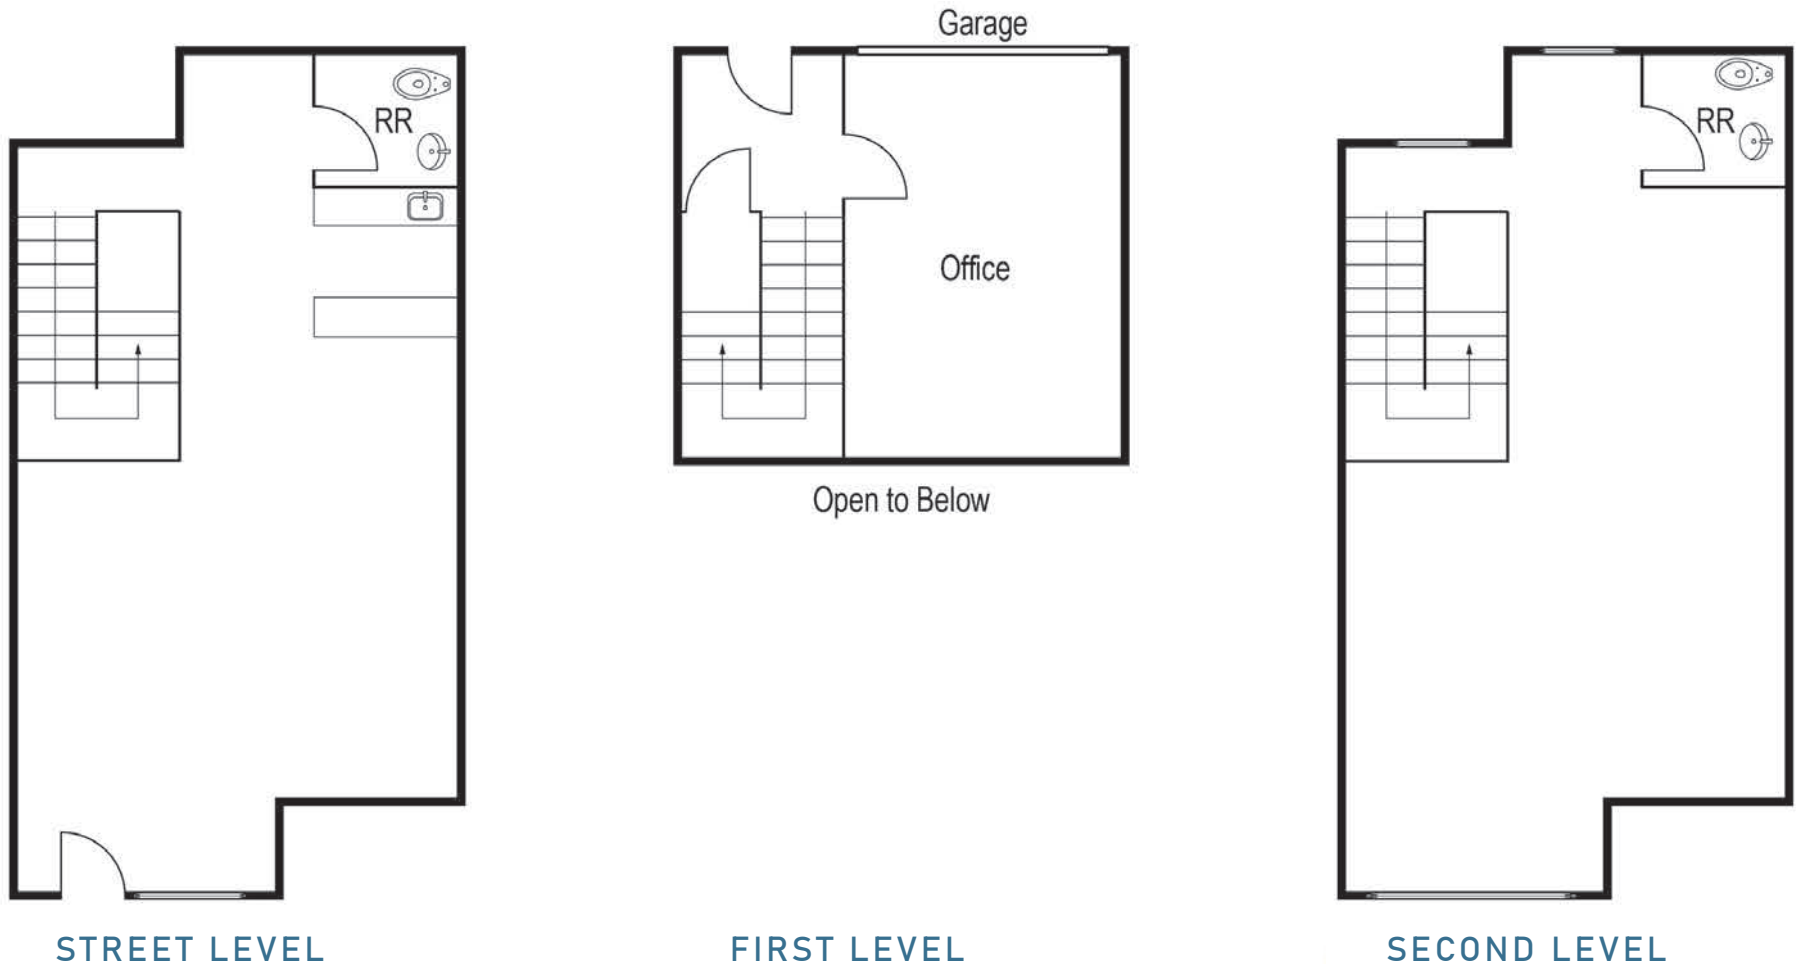 Garage
RR
RR
Office
Open to Below
STREET LEVEL
FIRST LEVEL
SECOND LEVEL